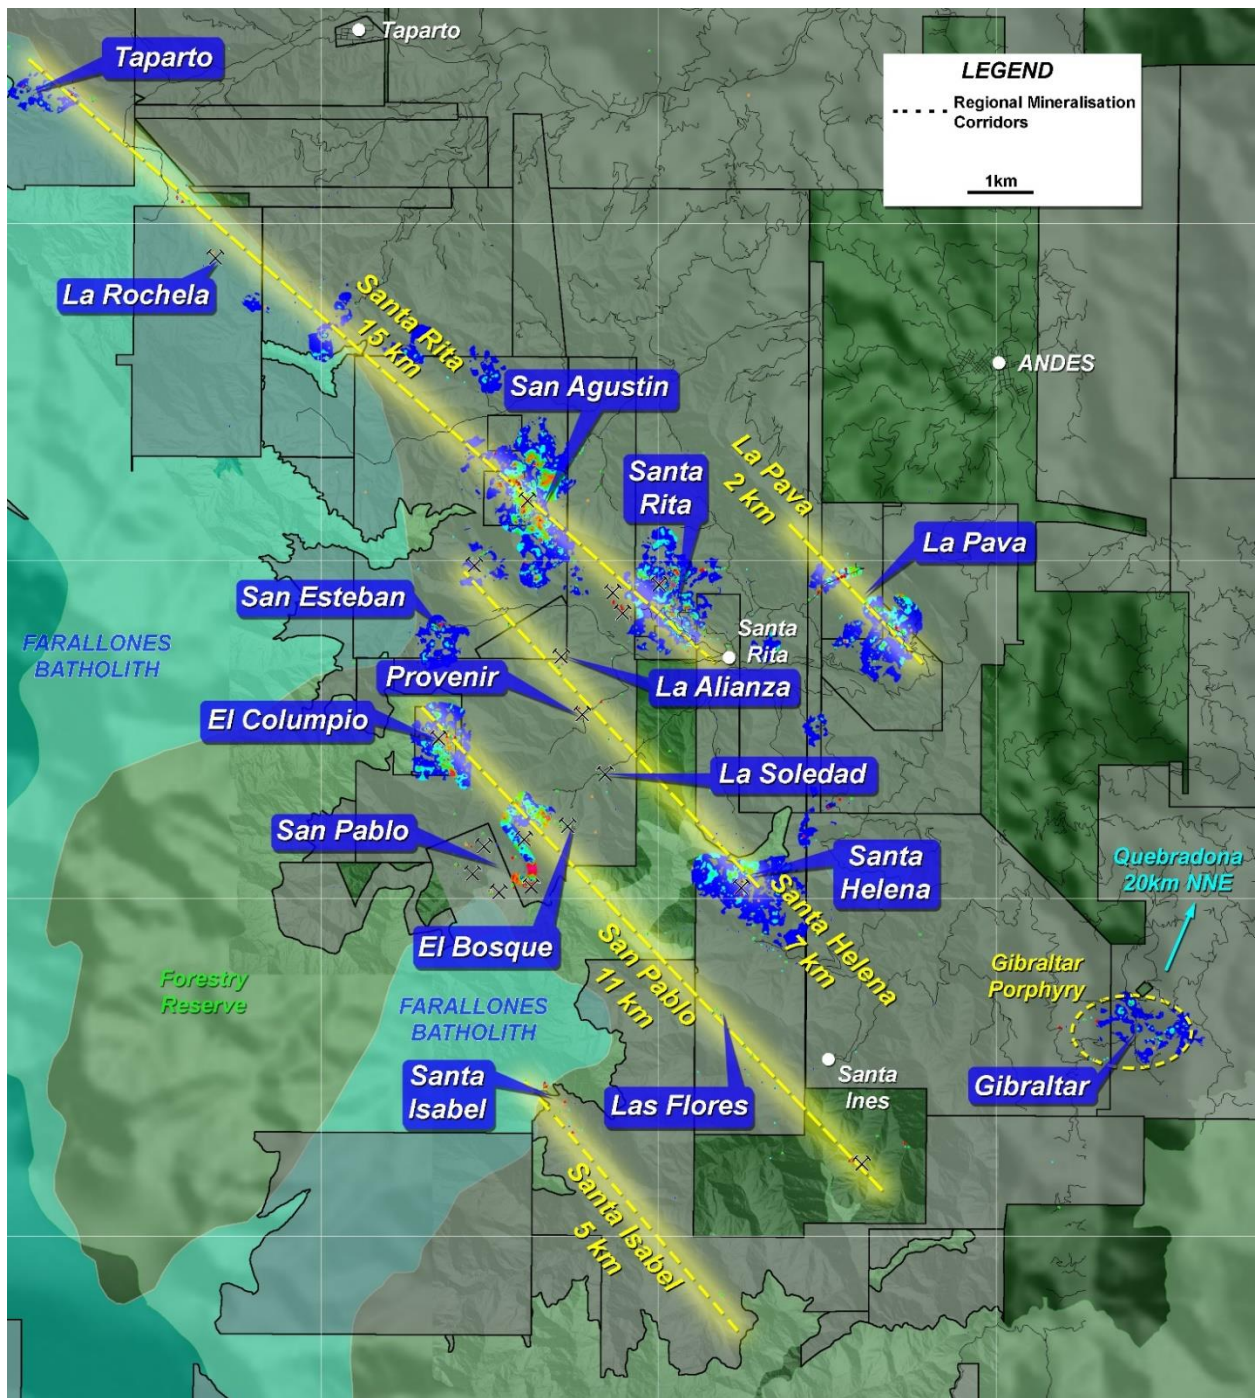 Taparto
Taparto
LEGEND
Regional Mineralisation
Corridors
1km
La Rochela
Santa Rita
15 km
ANDES
San Agustin
La Pava
2 km
Santa
Rita
La Pava
San Esteban
FARALLONES
BATHOLITH
Santa
Rita
Provenir
La Alianza
El Columpio
La Soledad
San Pablo
Santa
Helena
Quebradona
20km NNE
Santa Helena
7 km
El Bosque
San Pablo
11 km
Gibraltar
Porphyry
Forestry
Reserve
FARALLONES
BATHOLITH
Santa
Isabel
Las Flores
Santa
Ines
Gibraltar
Santa Isabel
5 km